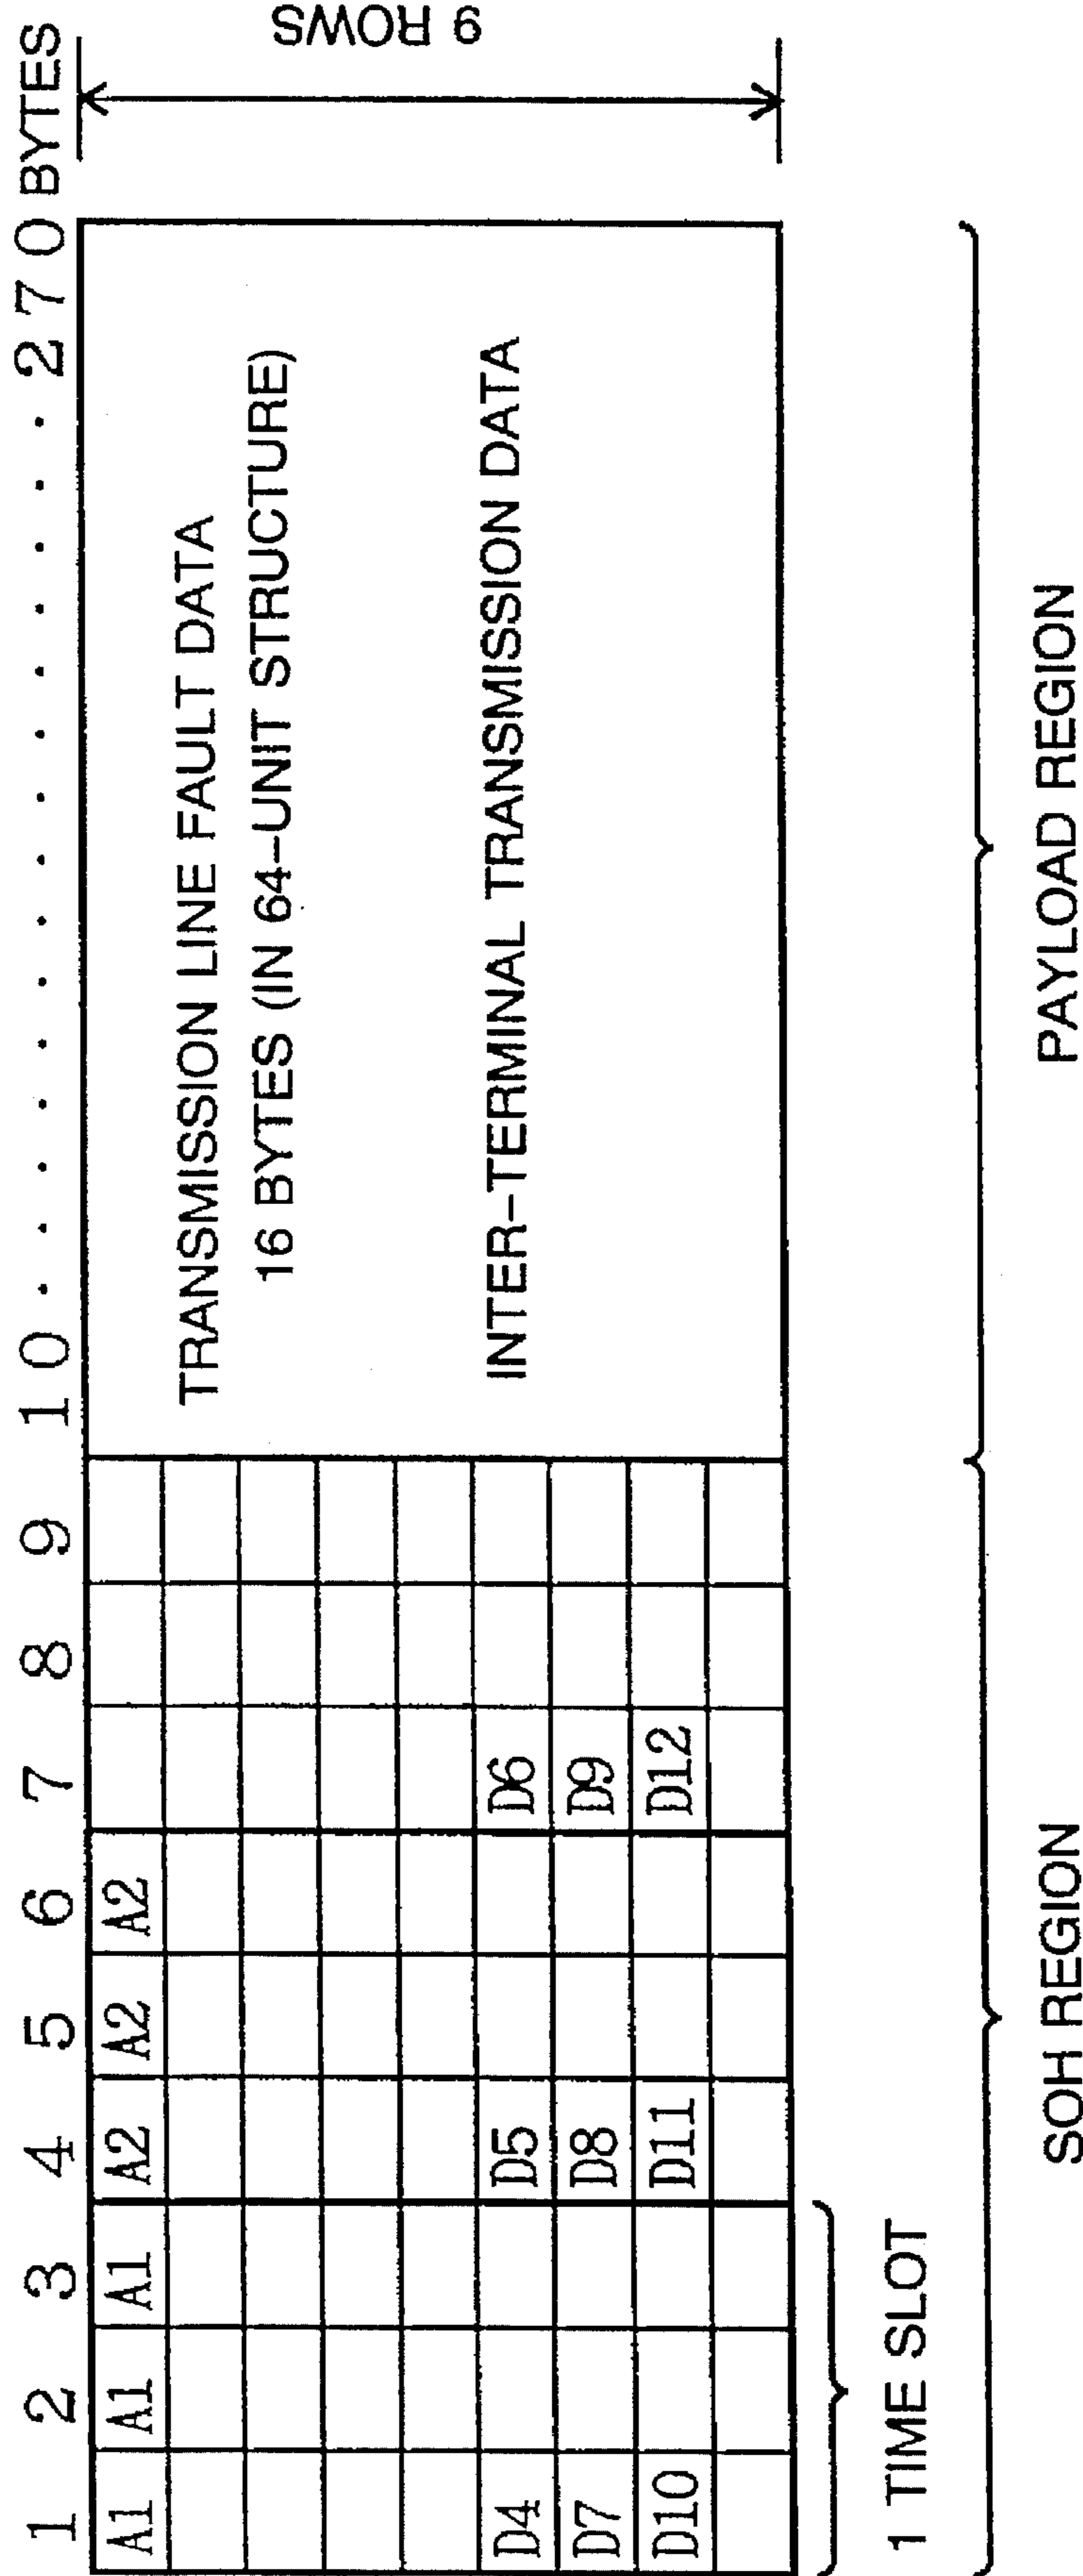 1 2 3 4 5 6 7 8 9 10 . . . . . . . . . . . . . . . 270 BYTES
A1 A1 A1 A2 A2 A2
D4 D5 D6
D7 D8 D9
D10 D11 D12
TRANSMISSION LINE FAULT DATA
16 BYTES (IN 64-UNIT STRUCTURE)
INTER-TERMINAL TRANSMISSION DATA
9 ROWS
1 TIME SLOT
SOH REGION
PAYLOAD REGION